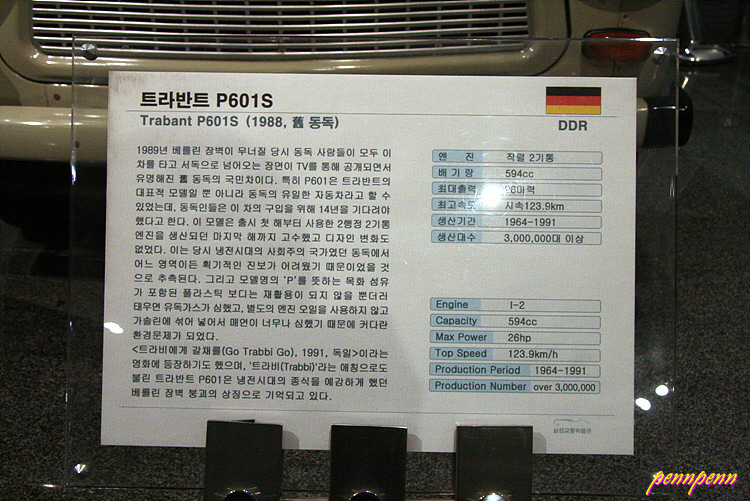 트라반트 P601S
Trabant P601S (1988, 舊 동독)
DDR
1989년 베를린 장벽이 무너질 당시 동독 사람들이 모두 이
차를 타고 서독으로 넘어오는 장면이 TV를 통해 공개되면서
유명해진 舊 동독의 국민차이다. 특히 P601은 트라반트의
대표적 모델일 뿐 아니라 동독의 유일한 자동차라고 할 수
있었는데, 동독인들은 이 차의 구입을 위해 14년을 기다려야
했다고 한다. 이 모델은 출시 첫 해부터 사용한 2행정 2기통
엔진을 생산되던 마지막 해까지 고수했고 디자인 변화도
없었다. 이는 당시 냉전시대의 사회주의 국가였던 동독에서
어느 영역이든 획기적인 진보가 어려웠기 때문이었을 것
으로 추측된다. 그리고 모델명의 'P'를 뜻하는 목화 섬유
가 포함된 플라스틱 보다는 재활용이 되지 않을 뿐더러
태우면 유독가스가 심했고, 별도의 엔진 오일을 사용하지 않고
가솔린에 섞어 넣어서 매연이 너무나 심했기 때문에 커다란
환경문제가 되었다.
<트라비에게 갈채를(Go Trabbi Go), 1991, 독일>이라는
영화에 등장하기도 했으며, '트라비(Trabbi)'라는 애칭으로도
불린 트라반트 P601은 냉전시대의 종식을 예감하게 했던
베를린 장벽 붕괴의 상징으로 기억되고 있다.
엔 진 직렬 2기통
배 기 량 594cc
최대출력 26마력
최고속도 시속123.9km
생산기간 1964-1991
생산대수 3,000,000대 이상
Engine I-2
Capacity 594cc
Max Power 26hp
Top Speed 123.9km/h
Production Period 1964-1991
Production Number over 3,000,000
삼성교통박물관
pennpenn